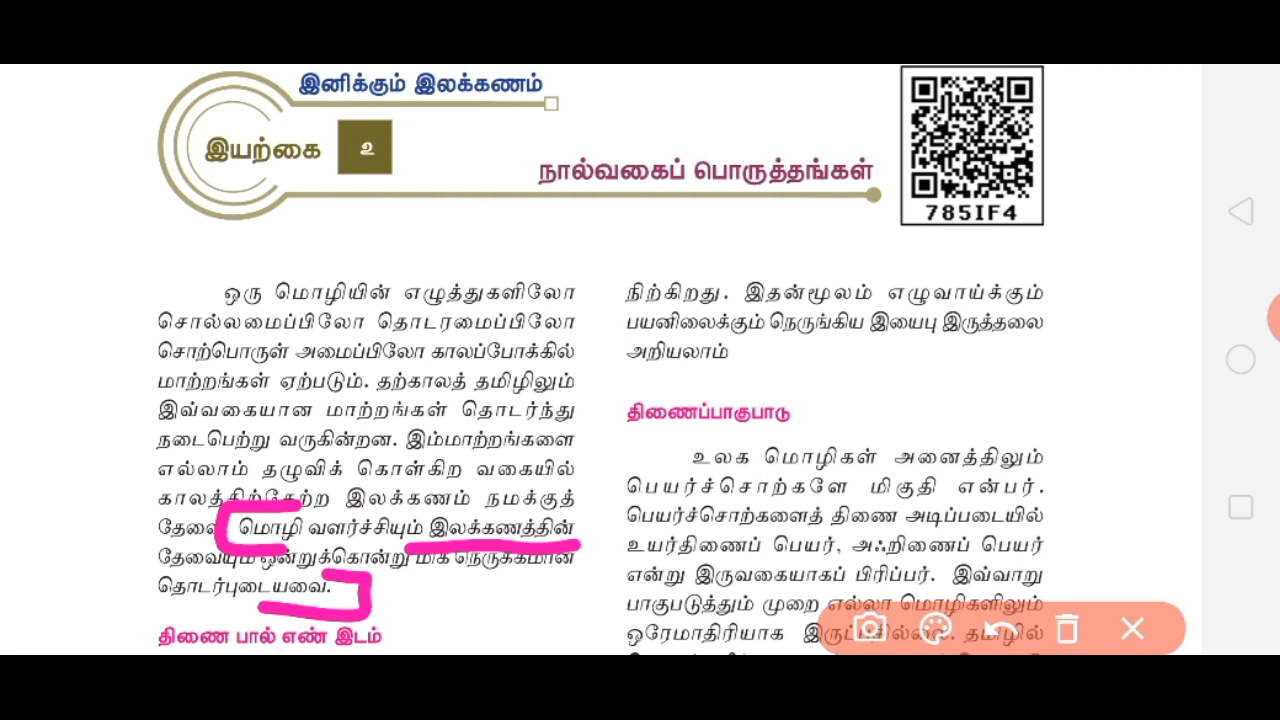 இனிக்கும் இலக்கணம்
இயற்கை
உ
நால்வகைப் பொருத்தங்கள்
785IF4
ஒரு மொழியின் எழுத்துகளிலோ
சொல்லமைப்பிலோ தொடரமைப்பிலோ
சொற்பொருள் அமைப்பிலோ காலப்போக்கில்
மாற்றங்கள் ஏற்படும். தற்காலத் தமிழிலும்
இவ்வகையான மாற்றங்கள் தொடர்ந்து
நடைபெற்று வருகின்றன. இம்மாற்றங்களை
எல்லாம் தழுவிக் கொள்கிற வகையில்
காலத்திற்கேற்ற இலக்கணம் நமக்குத்
தேவை மொழி வளர்ச்சியும் இலக்கணத்தின்
தேவையும் ஒன்றுக்கொன்று மிக நெருக்கமான
தொடர்புடையவை.
திணை பால் எண் இடம்
நிற்கிறது. இதன்மூலம் எழுவாய்க்கும்
பயனிலைக்கும் நெருங்கிய இயைபு இருத்தலை
அறியலாம்
திணைப்பாகுபாடு
உலக மொழிகள் அனைத்திலும்
பெயர்ச்சொற்களே மிகுதி என்பர்.
பெயர்ச்சொற்களைத் திணை அடிப்படையில்
உயர்திணைப் பெயர், அஃறிணைப் பெயர்
என்று இருவகையாகப் பிரிப்பர். இவ்வாறு
பாகுபடுத்தும் முறை எல்லா மொழிகளிலும்
ஒரேமாதிரியாக இருப்பதில்லை. தமிழில்